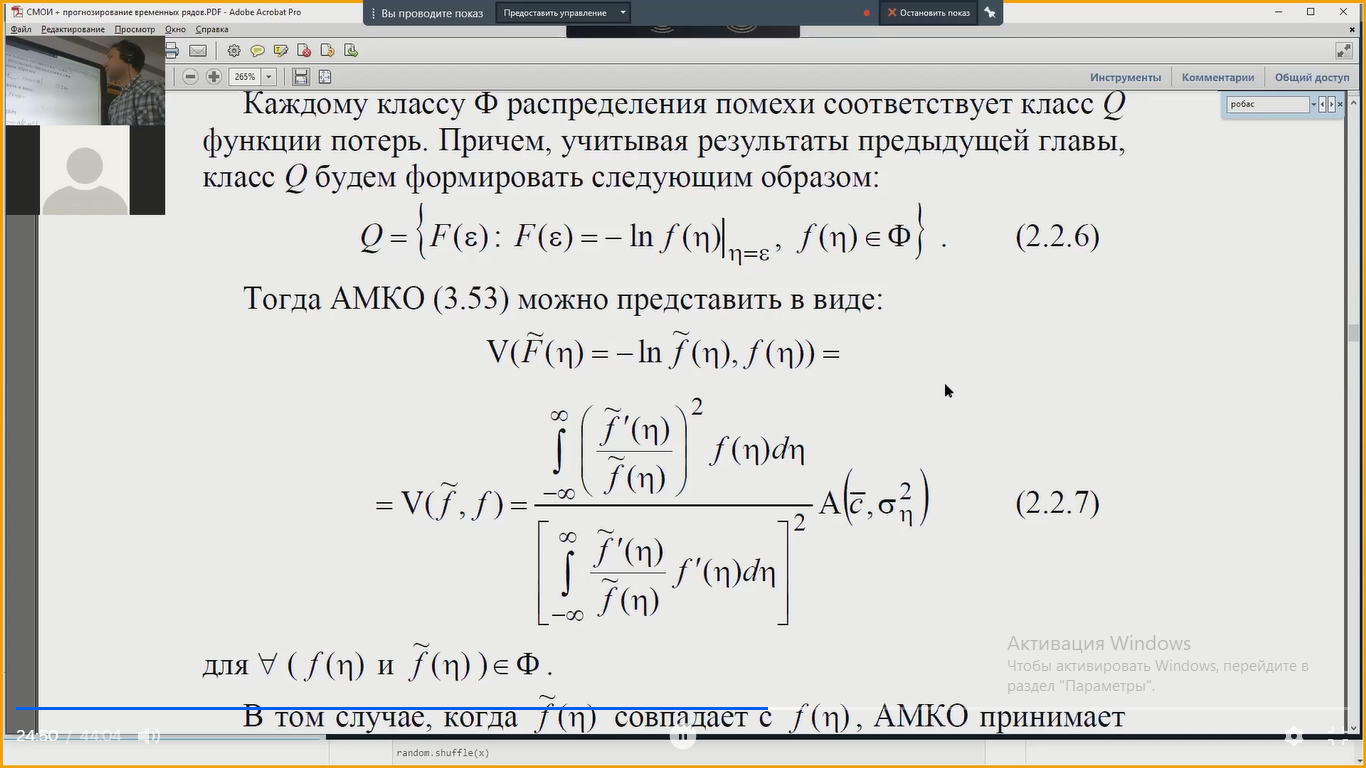 СМОИ + прогнозирование временных рядов.PDF - Adobe Acrobat Pro
Вы проводите показ
Предоставить управление
Остановить показ
Файл Редактирование Просмотр Окно Справка
265%
Инструменты Комментарии Общий доступ
робас
Каждому классу Φ распределения помехи соответствует класс Q
функции потерь. Причем, учитывая результаты предыдущей главы,
класс Q будем формировать следующим образом:
Q = { F(ε) : F(ε) = − ln f(η)|η=ε , f(η) ∈ Φ } . (2.2.6)
Тогда АМКО (3.53) можно представить в виде:
V(F̃(η) = − ln f̃(η), f(η)) =
= V(f̃, f) = ∫_{−∞}^{∞} (f̃′(η) / f̃(η))² f(η)dη / [∫_{−∞}^{∞} f̃′(η) / f̃(η) f′(η)dη]² A(c̅, σ²_η) (2.2.7)
для ∀ ( f(η) и f̃(η) ) ∈ Φ .
В том случае, когда f̃(η) совпадает с f(η), АМКО принимает
Активация Windows
Чтобы активировать Windows, перейдите в
раздел "Параметры".
24:50 / 44:04
random.shuffle(x)